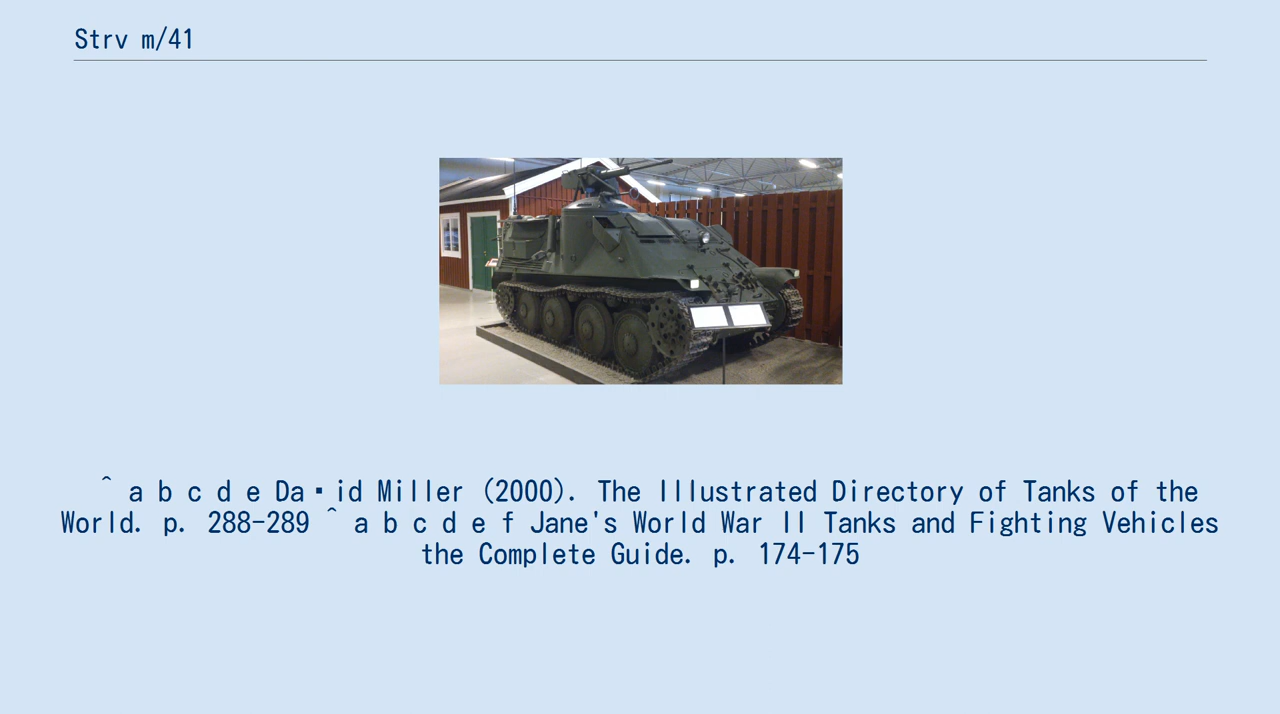 Strv m/41
^ a b c d e Da▪id Miller (2000). The Illustrated Directory of Tanks of the
World. p. 288-289 ^ a b c d e f Jane's World War II Tanks and Fighting Vehicles
the Complete Guide. p. 174-175